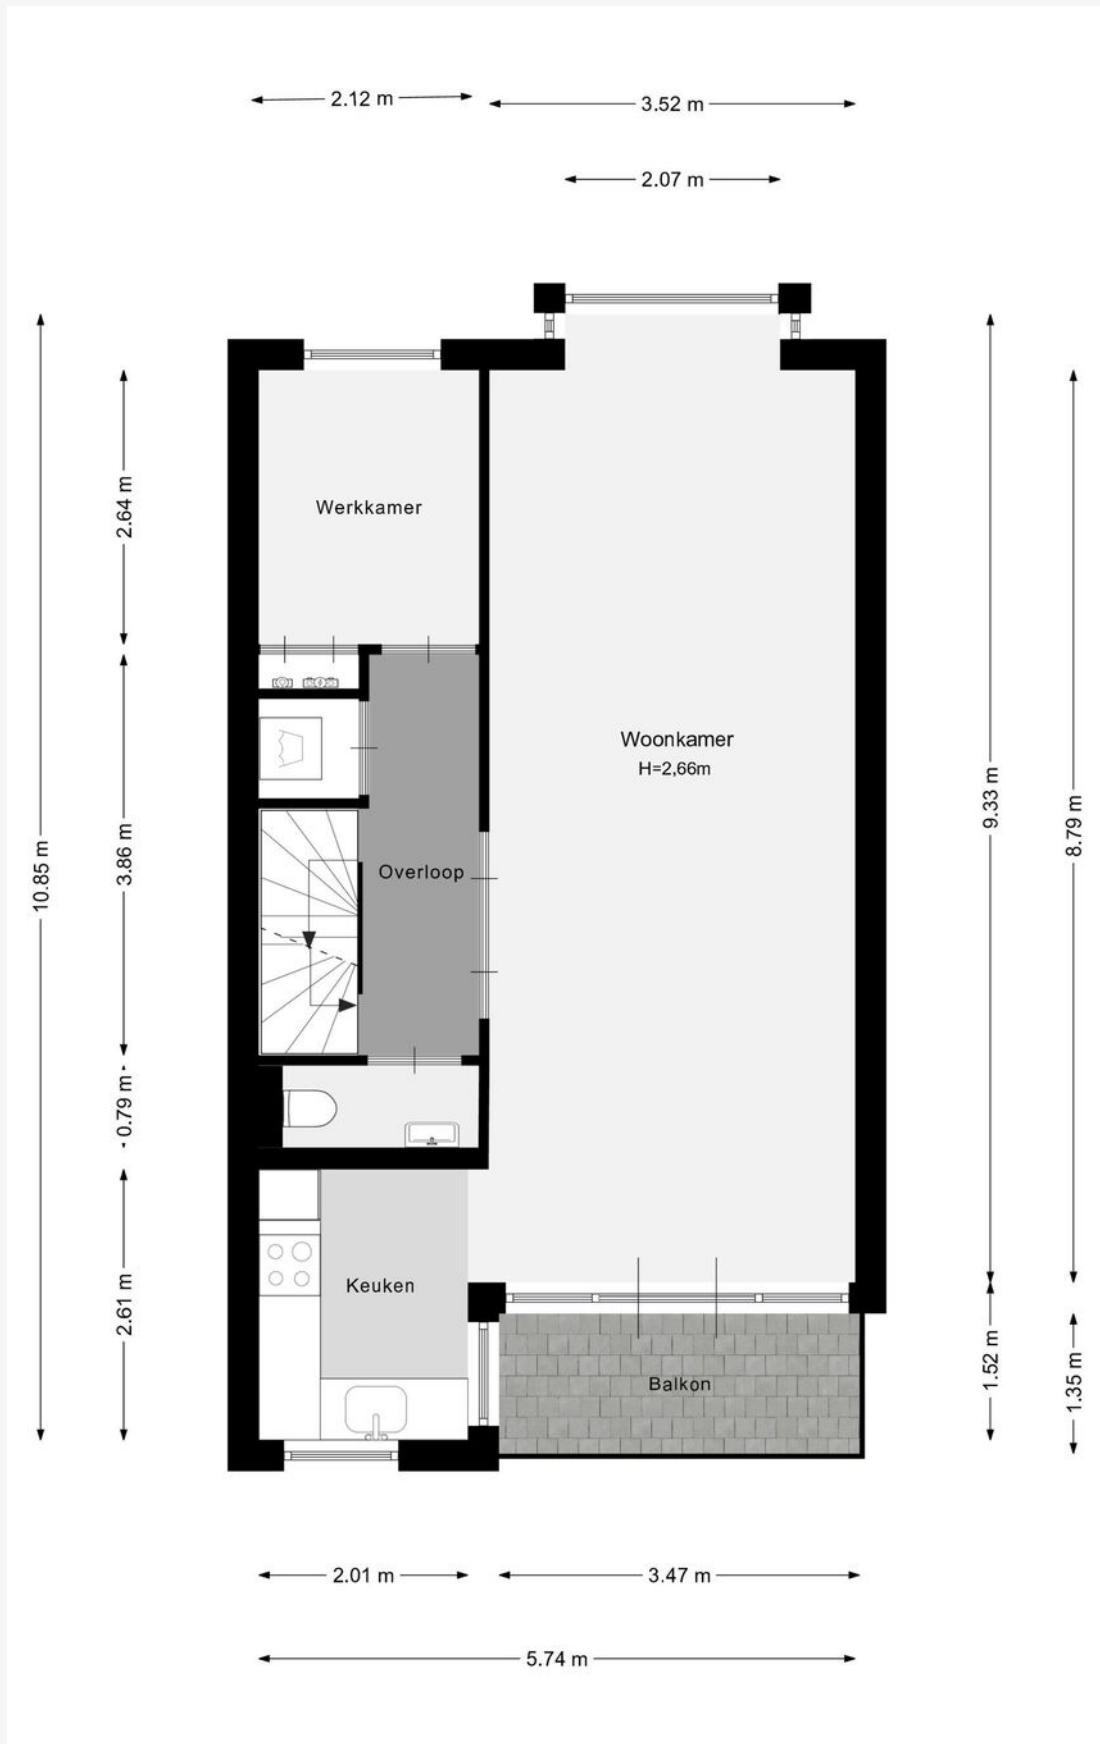 2.12 m
3.52 m
2.07 m
Werkkamer
2.64 m
Woonkamer
H=2,66m
9.33 m
8.79 m
10.85 m
3.86 m
Overloop
0.79 m
Keuken
2.61 m
Balkon
1.52 m
1.35 m
2.01 m
3.47 m
5.74 m